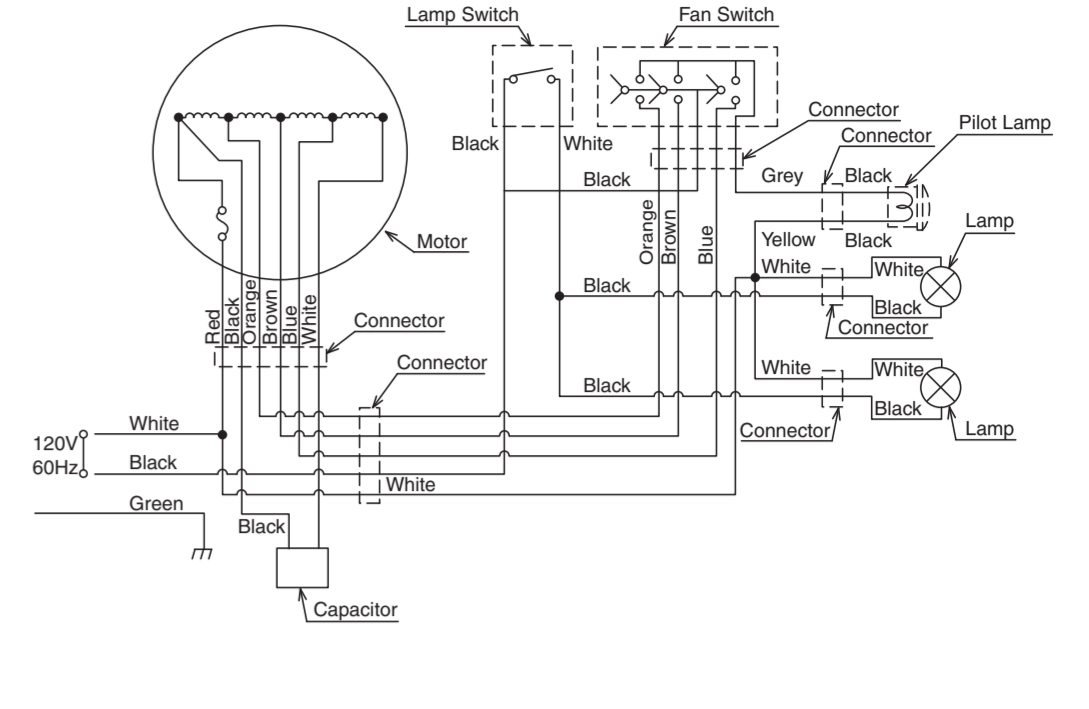 Lamp Switch
Fan Switch
Connector
Connector
Pilot Lamp
Black
White
Black
Grey
Black
Orange
Brown
Blue
Yellow
Black
Lamp
Motor
White
White
Black
Black
Connector
Red
Black
Orange
Brown
Blue
White
Connector
Connector
White
White
Black
Black
Connector
Lamp
120V
60Hz
White
Black
White
Green
Black
Capacitor